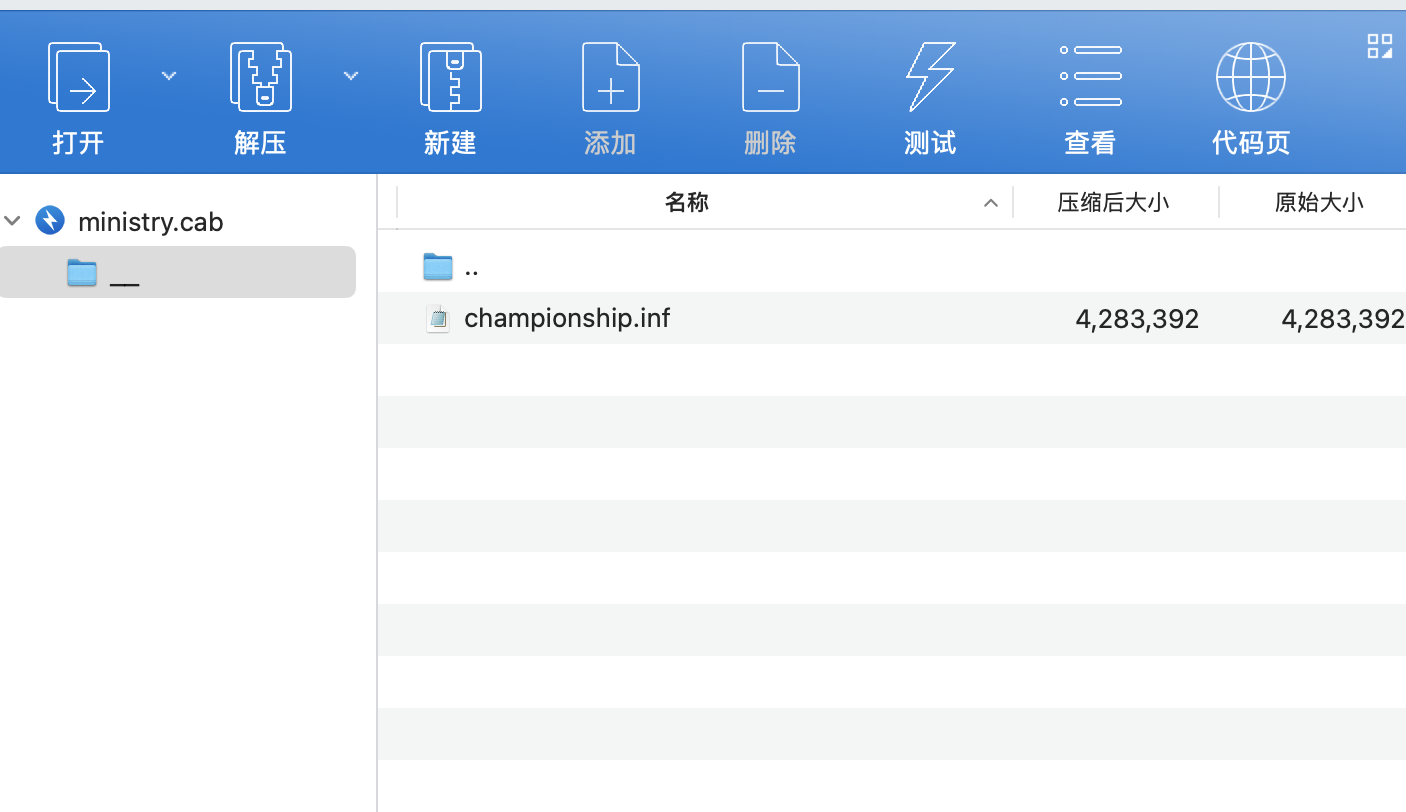 打开 解压 新建 添加 删除 测试 查看 代码页
名称 压缩后大小 原始大小
ministry.cab
__
..
championship.inf 4,283,392 4,283,392